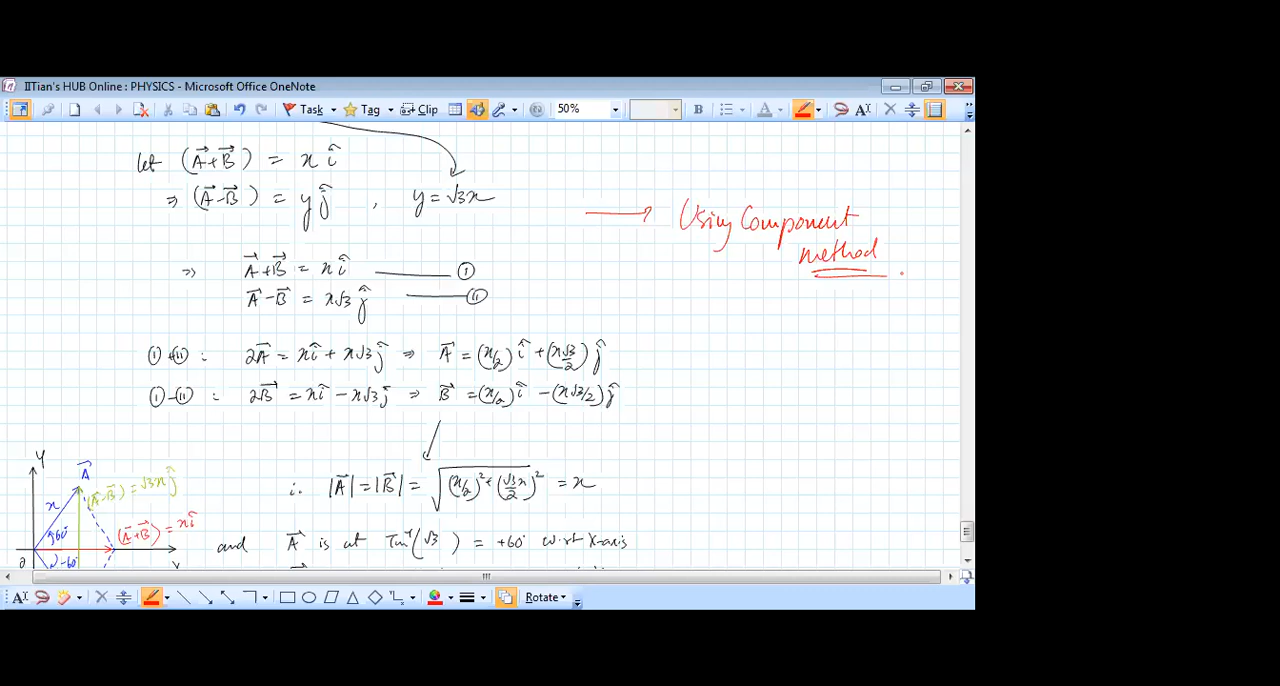 IITian's HUB Online : PHYSICS - Microsoft Office OneNote
Task Tag Clip 50% B A A
let (A⃗+B⃗) = x î
⇒ (A⃗-B⃗) = y ĵ , y = √3x
→ Using Component
method
⇒ A⃗+B⃗ = x î —— Ⓘ
A⃗-B⃗ = x√3 ĵ —— ⓘⓘ
Ⓘ+ⓘⓘ : 2A⃗ = xî + x√3 ĵ ⇒ A⃗ = (x/2) î + (x√3/2) ĵ
Ⓘ-ⓘⓘ : 2B⃗ = xî - x√3 ĵ ⇒ B⃗ = (x/2) î - (x√3/2) ĵ
∴ |A⃗| = |B⃗| = √((x/2)² + (√3x/2)²) = x
and A⃗ is at Tan⁻¹(√3) = +60° w.r.t X-axis
Y
A⃗
x
(A⃗-B⃗) = √3x ĵ
60°
(A⃗+B⃗) = x î
-60°
Rotate